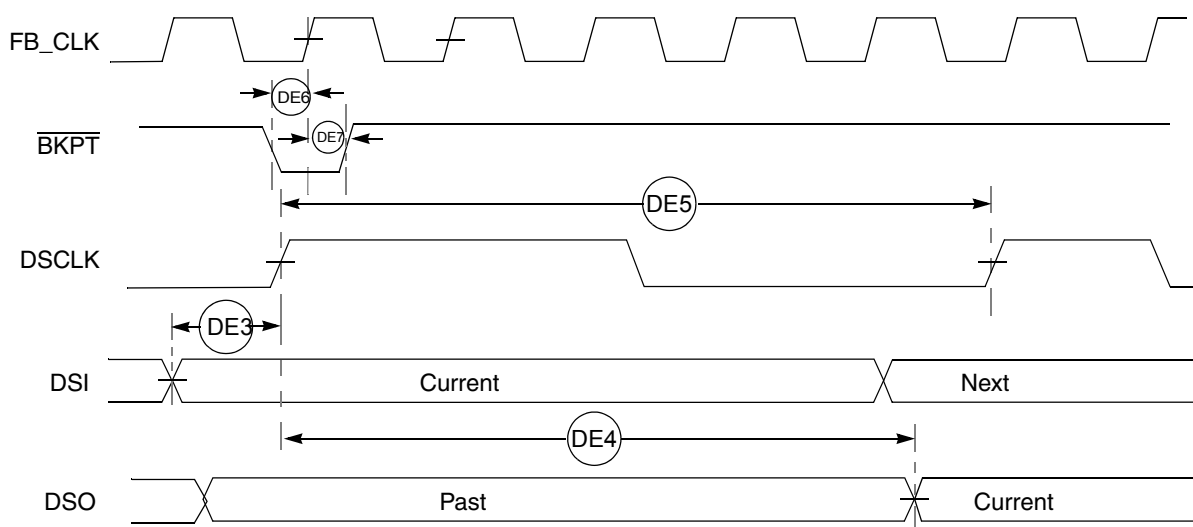 FB_CLK
DE6
BKPT
DE7
DE5
DSCLK
DE3
DSI
Current
Next
DE4
DSO
Past
Current